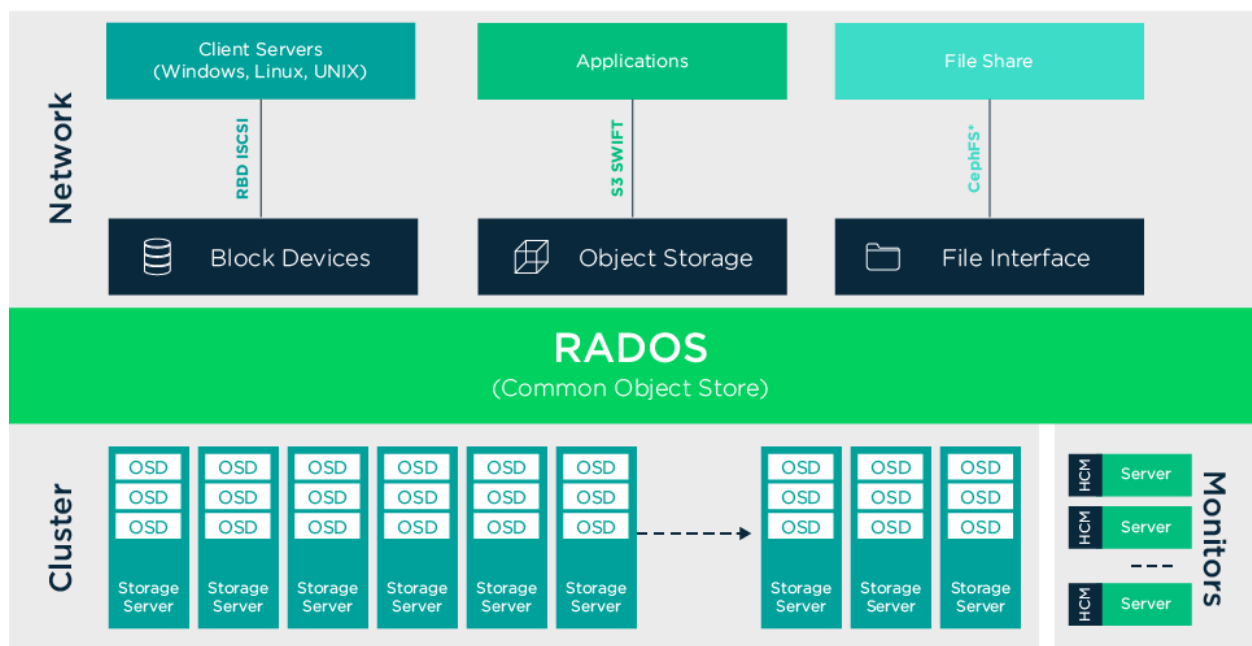 Network
Client Servers
(Windows, Linux, UNIX)
Applications
File Share
RBD ISCSI
S3 SWIFT
CephFS*
Block Devices
Object Storage
File Interface
RADOS
(Common Object Store)
Cluster
OSD
OSD
OSD
Storage
Server
OSD
OSD
OSD
Storage
Server
OSD
OSD
OSD
Storage
Server
OSD
OSD
OSD
Storage
Server
OSD
OSD
OSD
Storage
Server
OSD
OSD
OSD
Storage
Server
OSD
OSD
OSD
Storage
Server
OSD
OSD
OSD
Storage
Server
OSD
OSD
OSD
Storage
Server
HCM
Server
HCM
Server
HCM
Server
Monitors